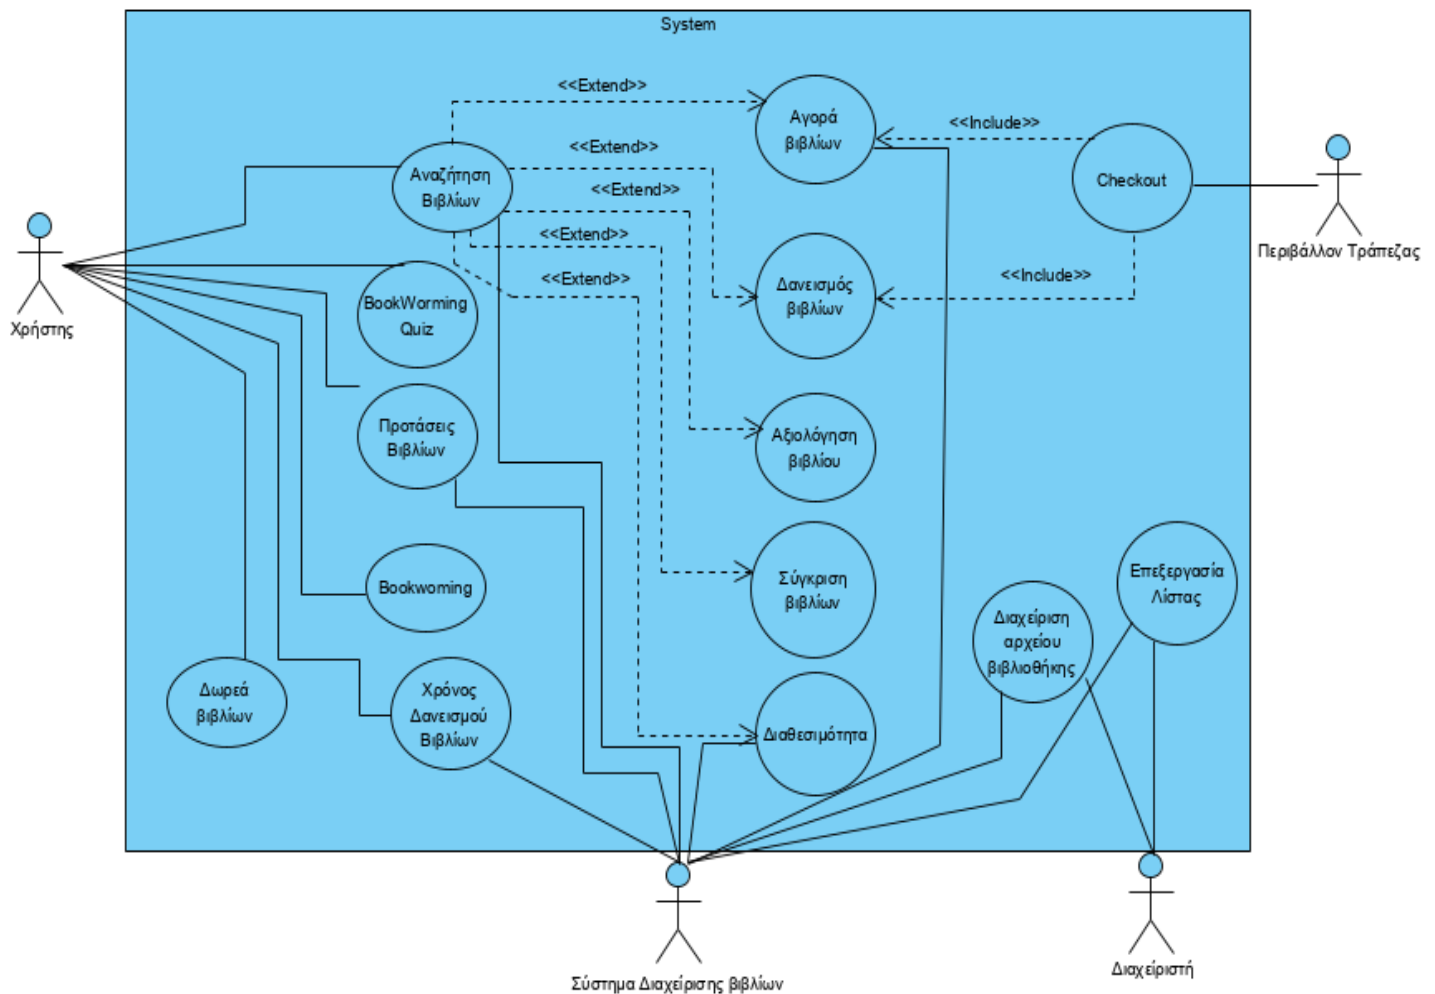 System
<<Extend>>
Αγορά
βιβλίων
<<Include>>
<<Extend>>
Αναζήτηση
Βιβλίων
<<Extend>>
Checkout
<<Extend>>
Περιβάλλον Τράπεζας
<<Extend>>
Δανεισμός
βιβλίων
<<Include>>
Χρήστης
BookWorming
Quiz
Προτάσεις
Βιβλίων
Αξιολόγηση
βιβλίου
Bookwoming
Σύγκριση
βιβλίων
Επεξεργασία
Λίστας
Διαχείριση
αρχείου
βιβλιοθήκης
Δωρεά
βιβλίων
Χρόνος
Δανεισμού
Βιβλίων
Διαθεσιμότητα
Σύστημα Διαχείρισης βιβλίων
Διαχείριστή